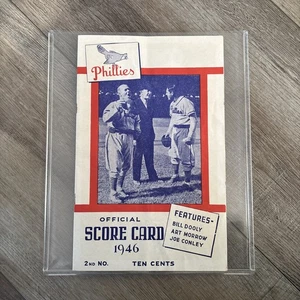 Phillies
OFFICIAL
SCORE CARD
1946
2ND NO. TEN CENTS
FEATURES-
BILL DOOLY
ART MORROW
JOE CONLEY